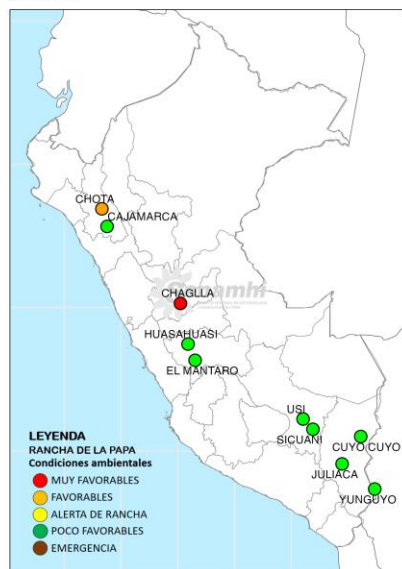 CHOTA
CAJAMARCA
CHAGLLA
HUASAHUASI
EL MANTARO
USI
SICUANI
CUYO CUYO
JULIACA
YUNGUYO
LEYENDA
RANCHA DE LA PAPA
Condiciones ambientales
MUY FAVORABLES
FAVORABLES
ALERTA DE RANCHA
POCO FAVORABLES
EMERGENCIA